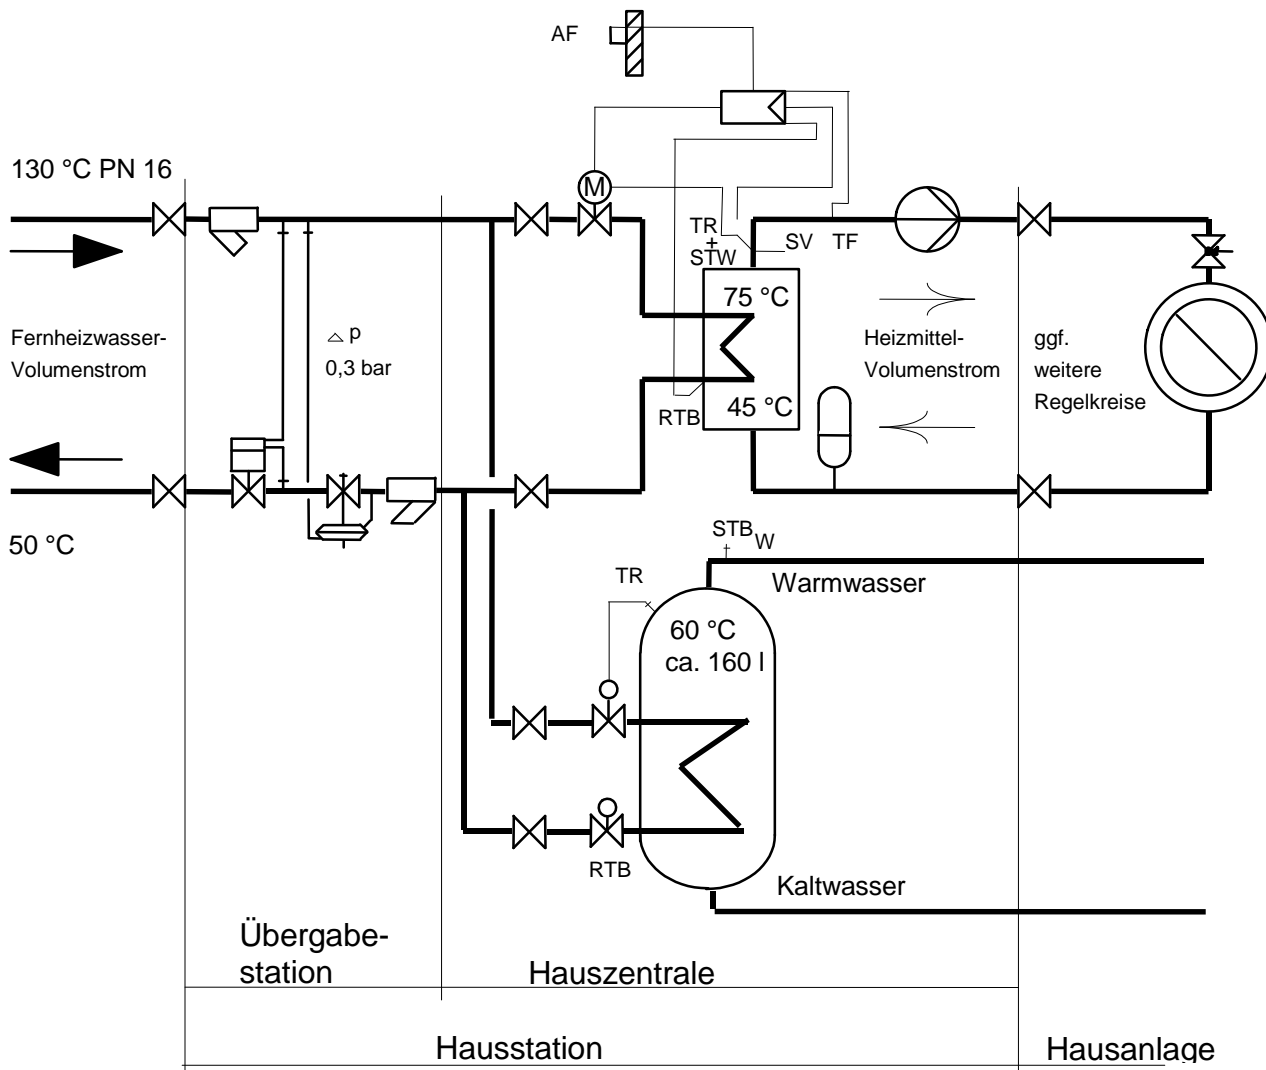 AF
130 °C PN 16
M
TR
+
STW
SV
TF
75 °C
Fernheizwasser-
Volumenstrom
△ p
0,3 bar
Heizmittel-
Volumenstrom
ggf.
weitere
Regelkreise
RTB
45 °C
50 °C
STB W
Warmwasser
TR
60 °C
ca. 160 l
RTB
Kaltwasser
Übergabe-
station
Hauszentrale
Hausstation
Hausanlage